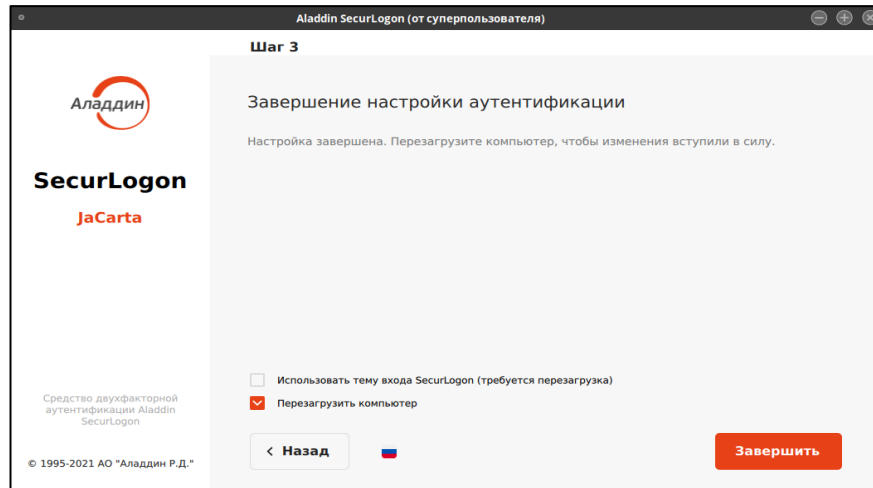 Aladdin SecurLogon (от суперпользователя)
Шаг 3
Аладдин
SecurLogon
JaCarta
Завершение настройки аутентификации
Настройка завершена. Перезагрузите компьютер, чтобы изменения вступили в силу.
Использовать тему входа SecurLogon (требуется перезагрузка)
Перезагрузить компьютер
Средство двухфакторной
аутентификации Aladdin
SecurLogon
© 1995-2021 АО "Аладдин Р.Д."
Назад
Завершить